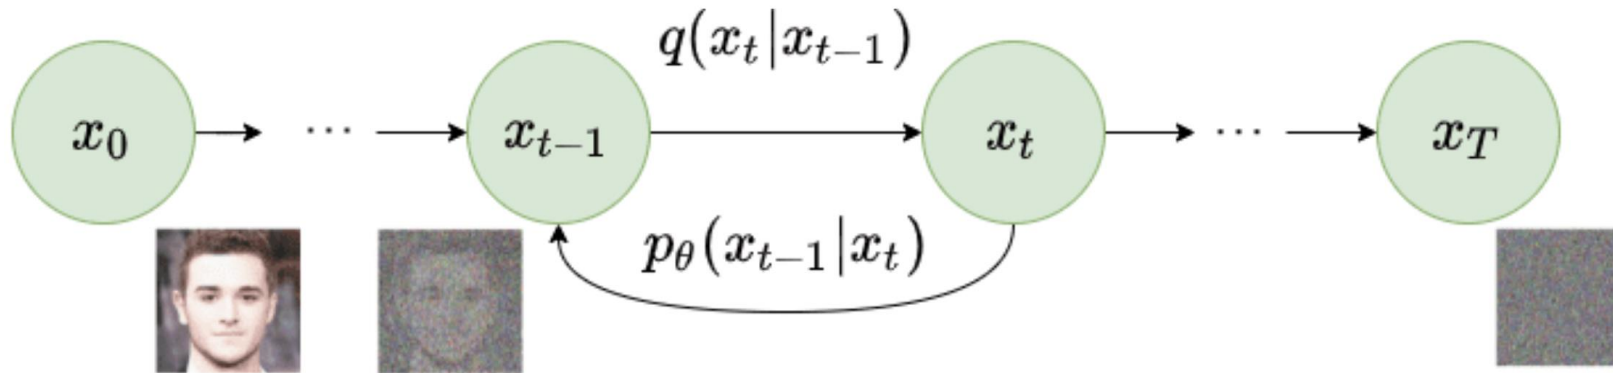 q(x_t|x_{t-1})
x_0 ⋯ x_{t-1} x_t ⋯ x_T
p_θ(x_{t-1}|x_t)